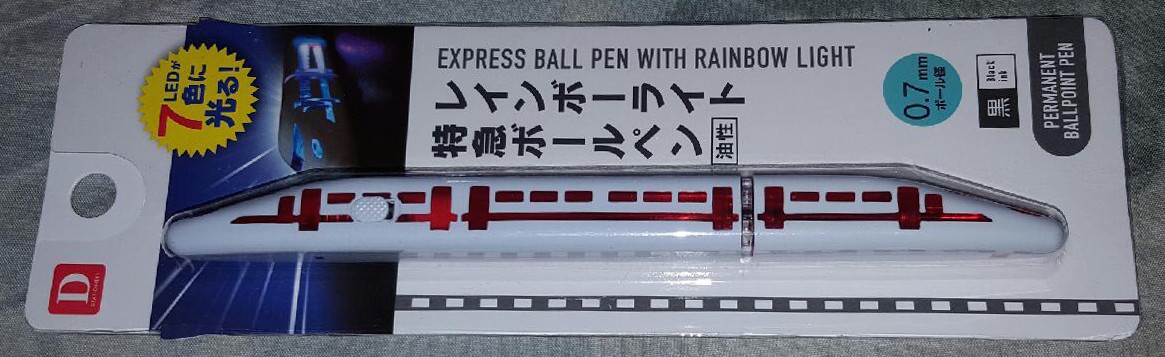 LEDが
7色に
光る!
EXPRESS BALL PEN WITH RAINBOW LIGHT
レインボーライト
特急ボールペン 油性
0.7mm
ボール径
黒 Black
ink
PERMANENT
BALLPOINT PEN
D
STATIONERY